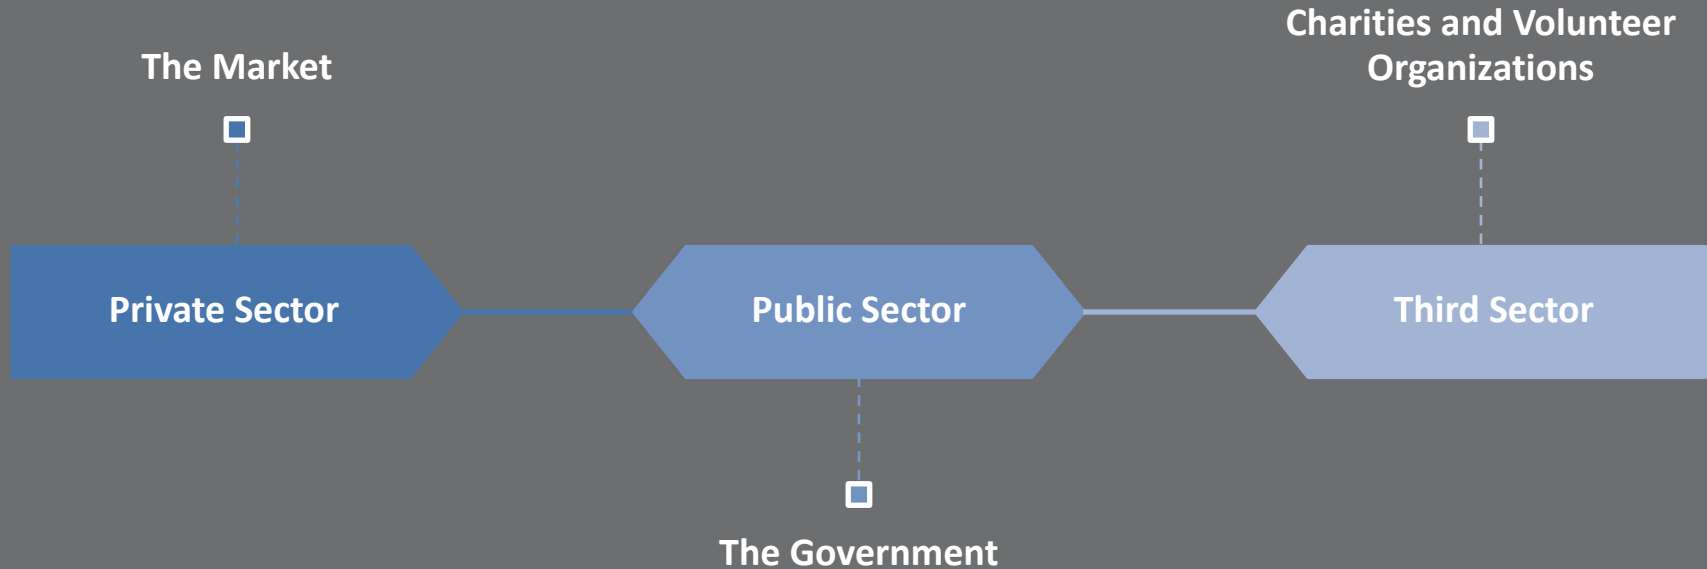 The Market
Charities and Volunteer
Organizations
Private Sector
Public Sector
Third Sector
The Government